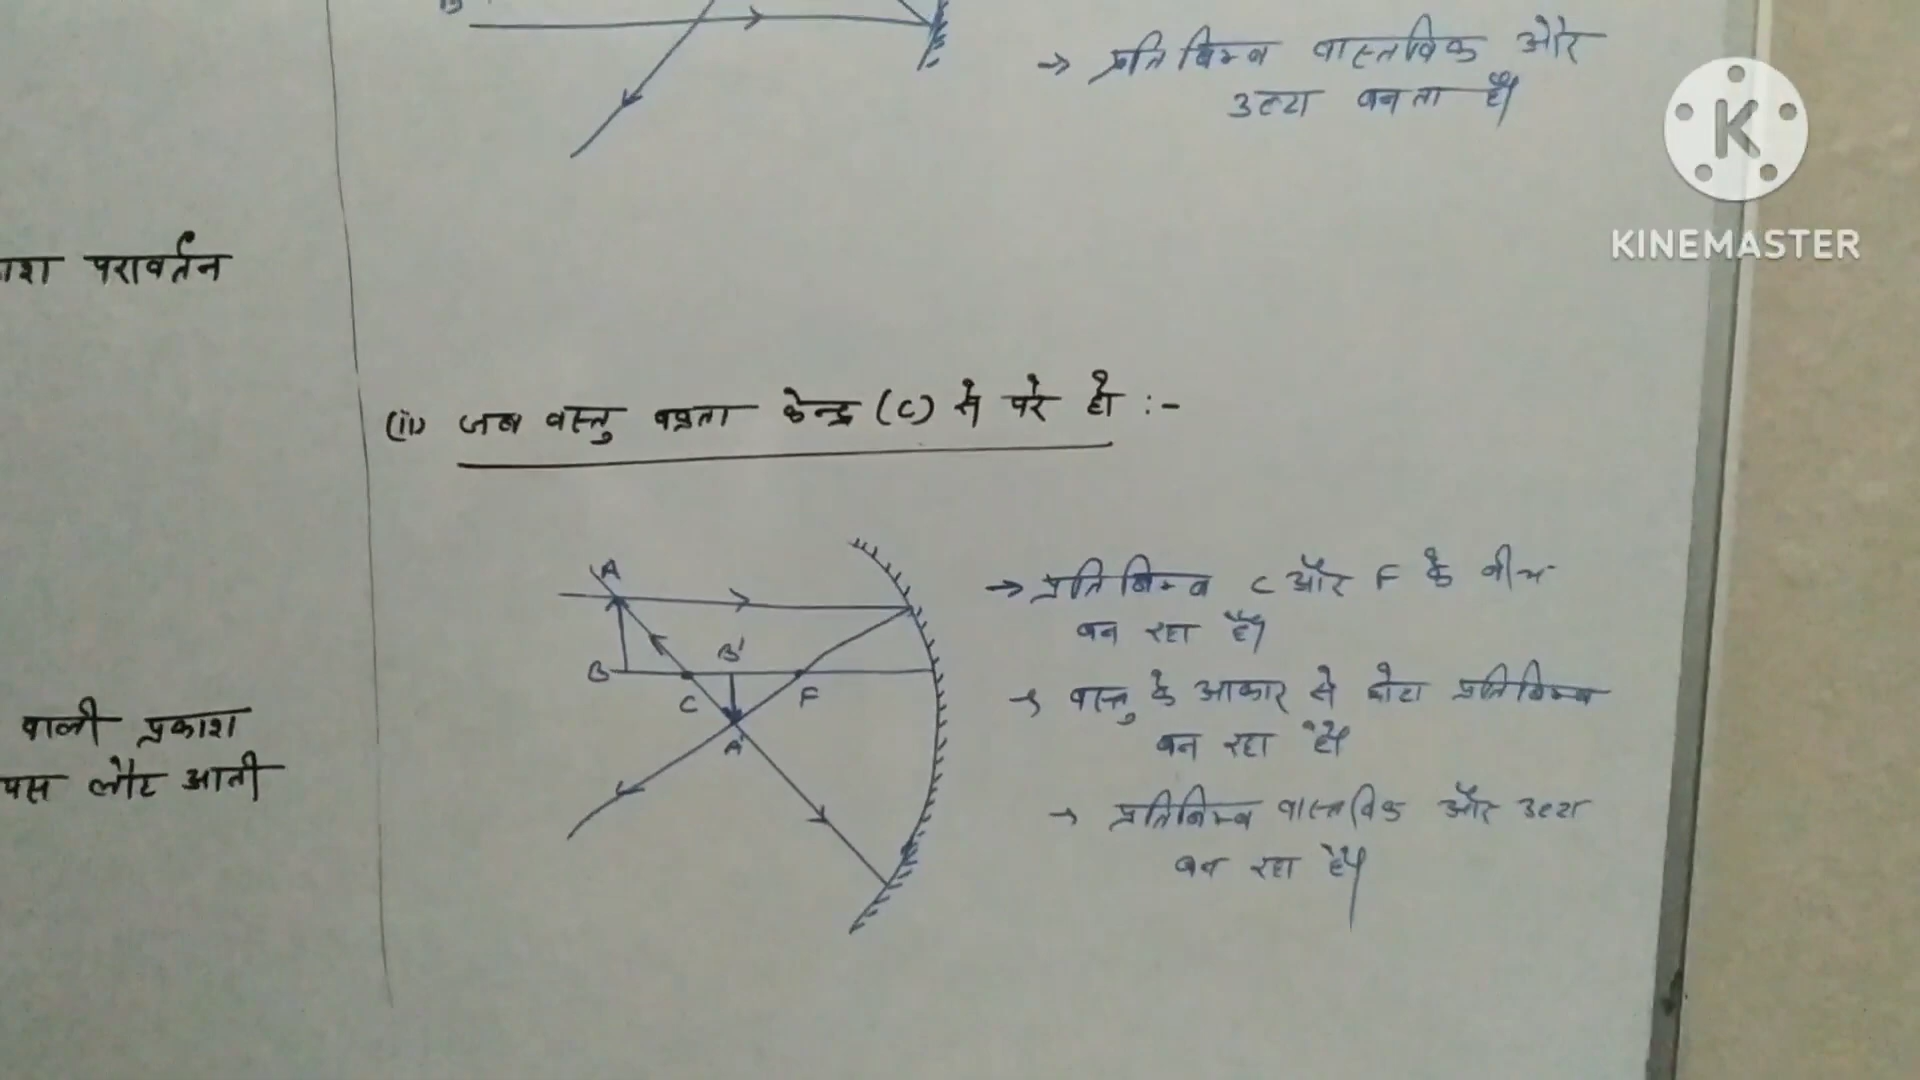 B
→ प्रतिबिम्ब वास्तविक और
उल्टा बनता है।
K
KINEMASTER
ाश परावर्तन
(ii) जब वस्तु वक्रता केन्द्र (C) से परे हो :-
A
B
B'
C
F
A'
→ प्रतिबिम्ब C और F के बीच
बन रहा है।
→ वस्तु के आकार से छोटा प्रतिबिम्ब
बन रहा है।
→ प्रतिबिम्ब वास्तविक और उल्टा
बन रहा है।
वाली प्रकाश
पस लौट आती